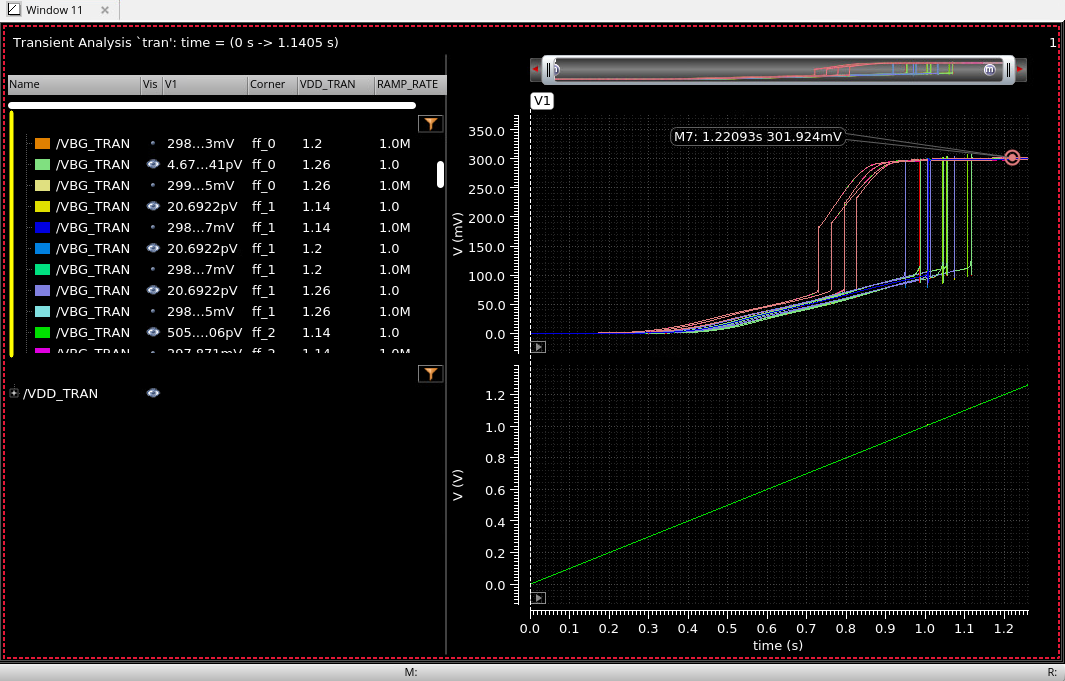 Window 11
Transient Analysis `tran': time = (0 s -> 1.1405 s)
1
Name Vis V1 Corner VDD_TRAN RAMP_RATE
/VBG_TRAN 298...3mV ff_0 1.2 1.0M
/VBG_TRAN 4.67...41pV ff_0 1.26 1.0
/VBG_TRAN 299...5mV ff_0 1.26 1.0M
/VBG_TRAN 20.6922pV ff_1 1.14 1.0
/VBG_TRAN 298...7mV ff_1 1.14 1.0M
/VBG_TRAN 20.6922pV ff_1 1.2 1.0
/VBG_TRAN 298...7mV ff_1 1.2 1.0M
/VBG_TRAN 20.6922pV ff_1 1.26 1.0
/VBG_TRAN 298...5mV ff_1 1.26 1.0M
/VBG_TRAN 505....06pV ff_2 1.14 1.0
/VBG_TRAN 297.871mV ff_2 1.14 1.0M
/VDD_TRAN
V1
M7: 1.22093s 301.924mV
350.0
300.0
250.0
200.0
150.0
100.0
50.0
0.0
V (mV)
1.2
1.0
0.8
0.6
0.4
0.2
0.0
V (V)
0.0 0.1 0.2 0.3 0.4 0.5 0.6 0.7 0.8 0.9 1.0 1.1 1.2
time (s)
M: R: